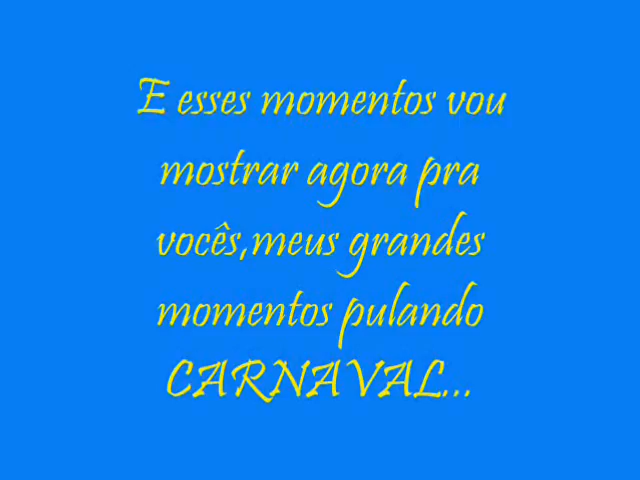 E esses momentos vou
mostrar agora pra
vocês,meus grandes
momentos pulando
CARNAVAL...